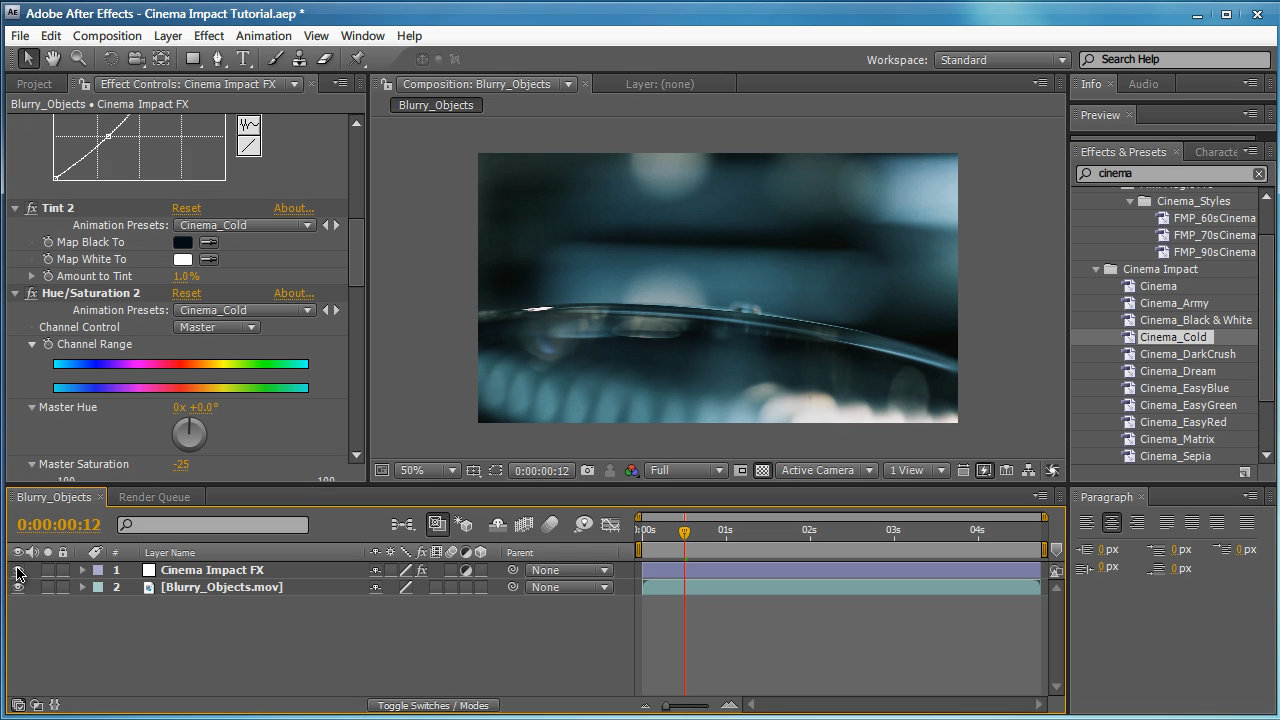 Adobe After Effects - Cinema Impact Tutorial.aep *
File Edit Composition Layer Effect Animation View Window Help
Workspace: Standard Search Help
Project Effect Controls: Cinema Impact FX
Blurry_Objects • Cinema Impact FX
Tint 2 Reset About...
Animation Presets: Cinema_Cold
Map Black To
Map White To
Amount to Tint 1.0%
Hue/Saturation 2 Reset About...
Animation Presets: Cinema_Cold
Channel Control Master
Channel Range
Master Hue 0x +0.0°
Master Saturation -25
Composition: Blurry_Objects Layer: (none)
Blurry_Objects
50% 0:00:00:12 Full Active Camera 1 View
Info Audio
Preview
Effects & Presets Characte
cinema
Cinema_Styles
FMP_60sCinema
FMP_70sCinema
FMP_90sCinema
Cinema Impact
Cinema
Cinema_Army
Cinema_Black & White
Cinema_Cold
Cinema_DarkCrush
Cinema_Dream
Cinema_EasyBlue
Cinema_EasyGreen
Cinema_EasyRed
Cinema_Matrix
Cinema_Sepia
Blurry_Objects Render Queue
0:00:00:12
:00s 01s 02s 03s 04s
# Layer Name Parent
1 Cinema Impact FX None
2 [Blurry_Objects.mov] None
Toggle Switches / Modes
Paragraph
0 px 0 px 0 px
0 px 0 px